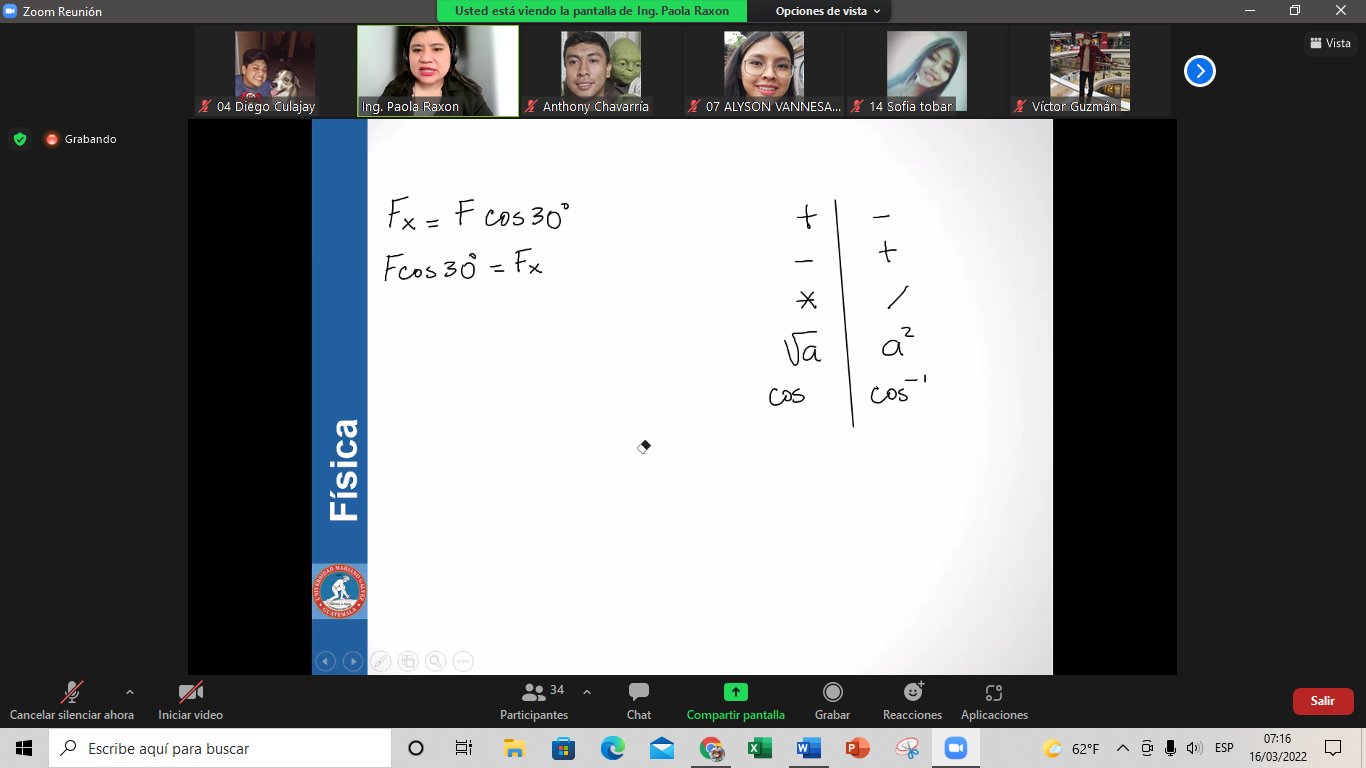 Zoom Reunión
Usted está viendo la pantalla de Ing. Paola Raxon
Opciones de vista
04 Diego Culajay
Ing. Paola Raxon
Anthony Chavarría
07 ALYSON VANNESA...
14 Sofia tobar
Víctor Guzmán
Vista
Grabando
Fx = F cos 30°
F cos 30° = Fx
+ | -
- | +
* | /
√a | a²
cos | cos⁻¹
Física
UNIVERSIDAD MARIANO GALVEZ
GUATEMALA
Cancelar silenciar ahora
Iniciar video
Participantes
34
Chat
Compartir pantalla
Grabar
Reacciones
Aplicaciones
Salir
Escribe aquí para buscar
62°F
ESP
07:16
16/03/2022